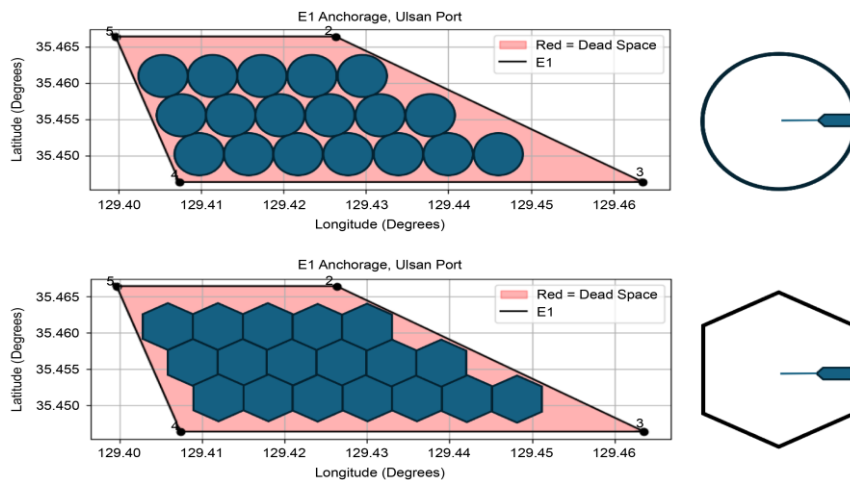 E1 Anchorage, Ulsan Port
5
2
4
3
Red = Dead Space
E1
35.465
35.460
35.455
35.450
Latitude (Degrees)
129.40 129.41 129.42 129.43 129.44 129.45 129.46
Longitude (Degrees)
E1 Anchorage, Ulsan Port
5
2
4
3
Red = Dead Space
E1
35.465
35.460
35.455
35.450
Latitude (Degrees)
129.40 129.41 129.42 129.43 129.44 129.45 129.46
Longitude (Degrees)